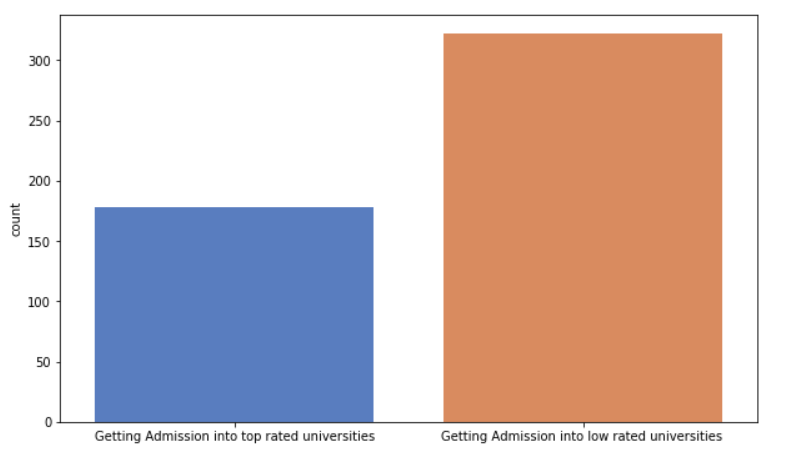 300
250
200
150
100
50
0
count
Getting Admission into top rated universities
Getting Admission into low rated universities